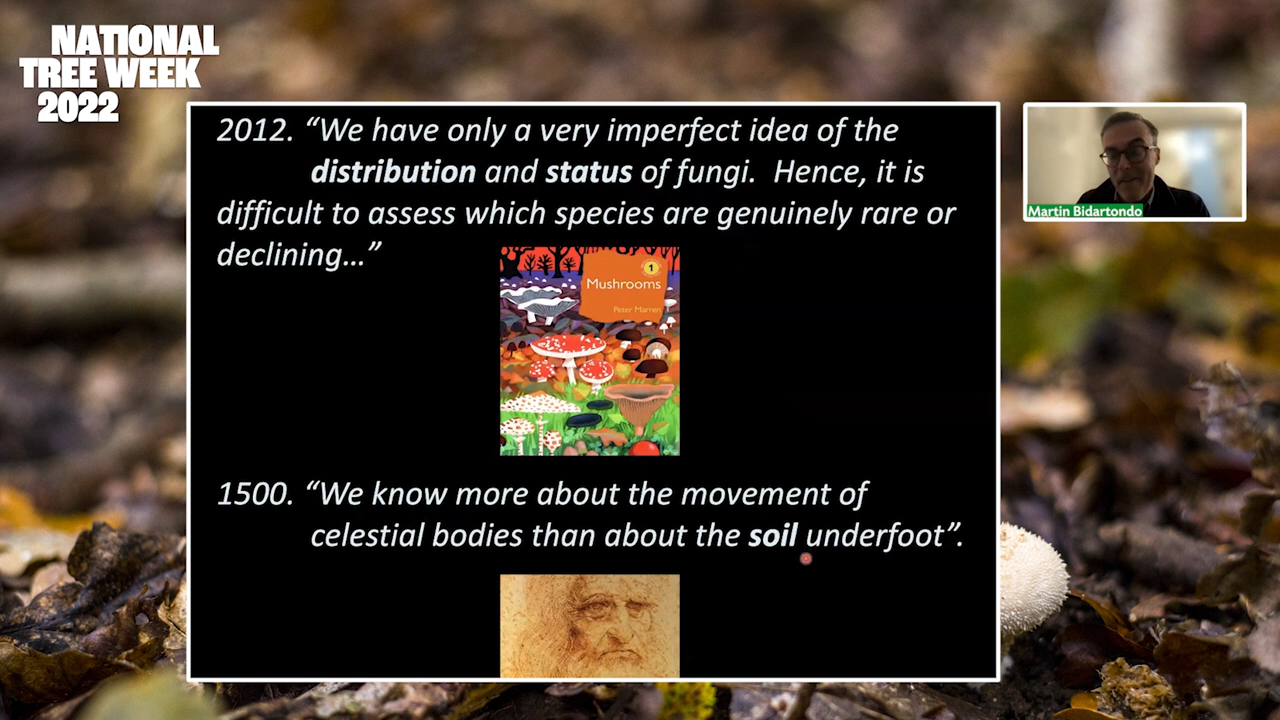 NATIONAL
TREE WEEK
2022
2012. “We have only a very imperfect idea of the
distribution and status of fungi. Hence, it is
difficult to assess which species are genuinely rare or
declining…”
1
Mushrooms
Peter Marren
1500. “We know more about the movement of
celestial bodies than about the soil underfoot”.
Martin Bidartondo